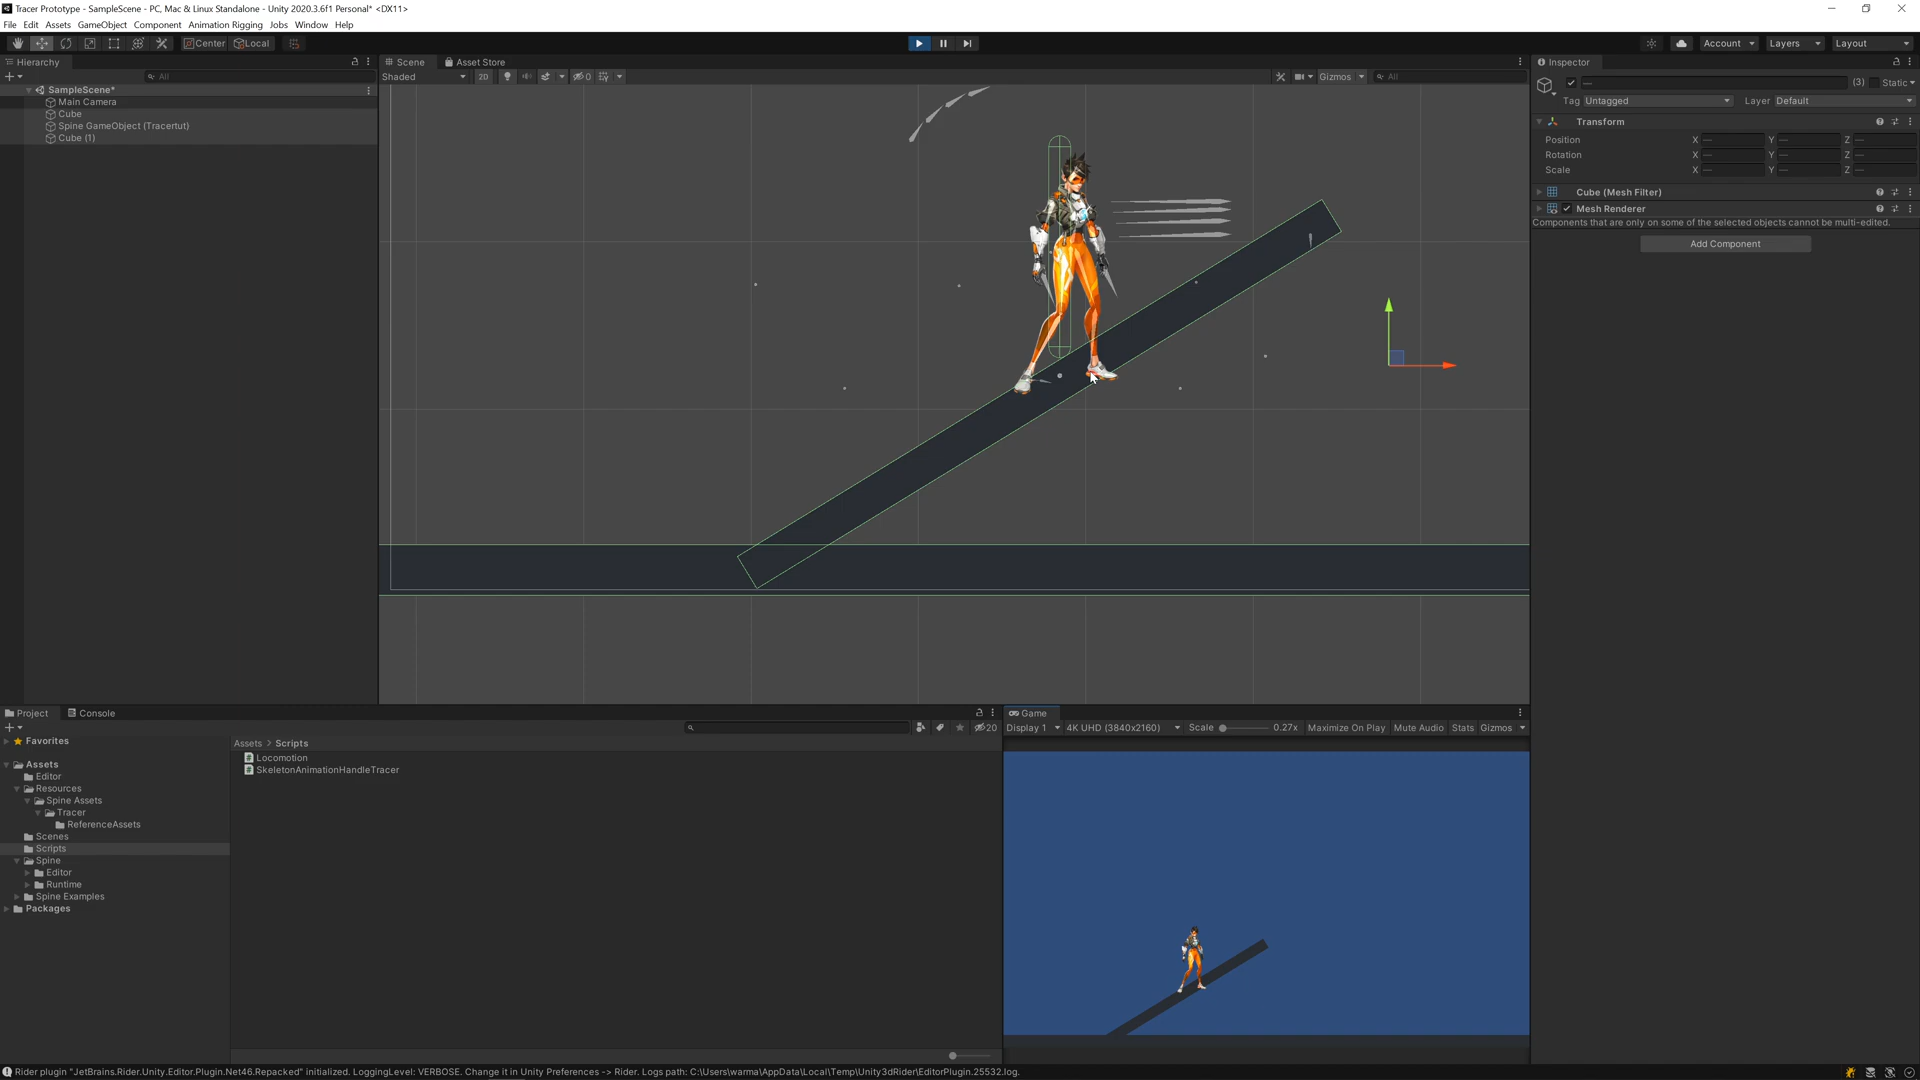 Tracer Prototype - SampleScene - PC, Mac & Linux Standalone - Unity 2020.3.6f1 Personal* <DX11>
File Edit Assets GameObject Component Animation Rigging Jobs Window Help
Center Local
Account Layers Layout
Hierarchy
All
SampleScene*
Main Camera
Cube
Spine GameObject (Tracertut)
Cube (1)
Scene Asset Store
Shaded 2D 0 Gizmos All
Inspector
— (3) Static
Tag Untagged Layer Default
Transform
Position X — Y — Z —
Rotation X — Y — Z —
Scale X — Y — Z —
Cube (Mesh Filter)
Mesh Renderer
Components that are only on some of the selected objects cannot be multi-edited.
Add Component
Project Console
20
Favorites
Assets
Editor
Resources
Spine Assets
Tracer
ReferenceAssets
Scenes
Scripts
Spine
Editor
Runtime
Spine Examples
Packages
Assets > Scripts
Locomotion
SkeletonAnimationHandleTracer
Game
Display 1 4K UHD (3840x2160) Scale 0.27x Maximize On Play Mute Audio Stats Gizmos
Rider plugin "JetBrains.Rider.Unity.Editor.Plugin.Net46.Repacked" initialized. LoggingLevel: VERBOSE. Change it in Unity Preferences -> Rider. Logs path: C:\Users\warma\AppData\Local\Temp\Unity3dRider\EditorPlugin.25532.log.